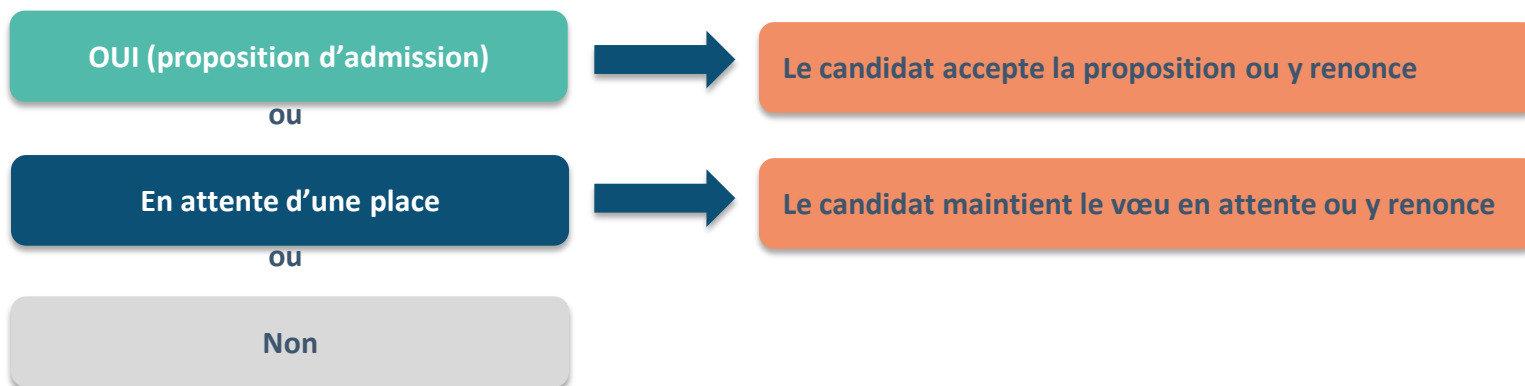 OUI (proposition d’admission)
Le candidat accepte la proposition ou y renonce
ou
En attente d’une place
Le candidat maintient le vœu en attente ou y renonce
ou
Non